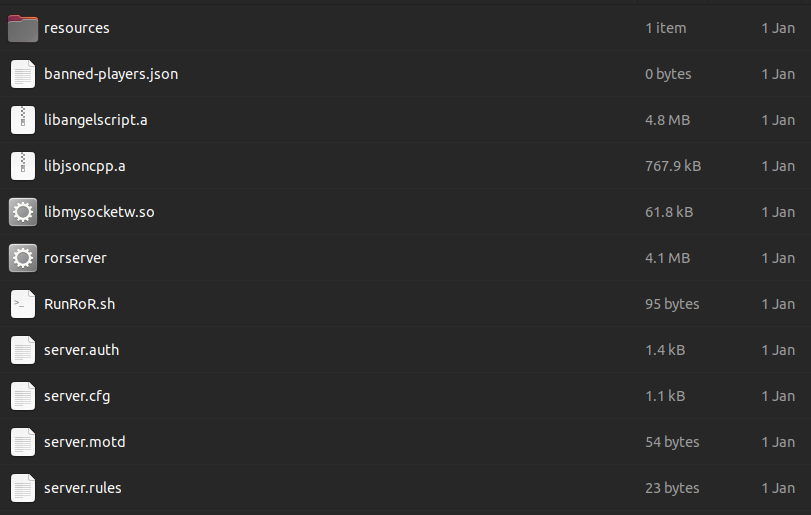 resources 1 item 1 Jan
banned-players.json 0 bytes 1 Jan
libangelscript.a 4.8 MB 1 Jan
libjsoncpp.a 767.9 kB 1 Jan
libmysocketw.so 61.8 kB 1 Jan
rorserver 4.1 MB 1 Jan
>_ RunRoR.sh 95 bytes 1 Jan
server.auth 1.4 kB 1 Jan
server.cfg 1.1 kB 1 Jan
server.motd 54 bytes 1 Jan
server.rules 23 bytes 1 Jan